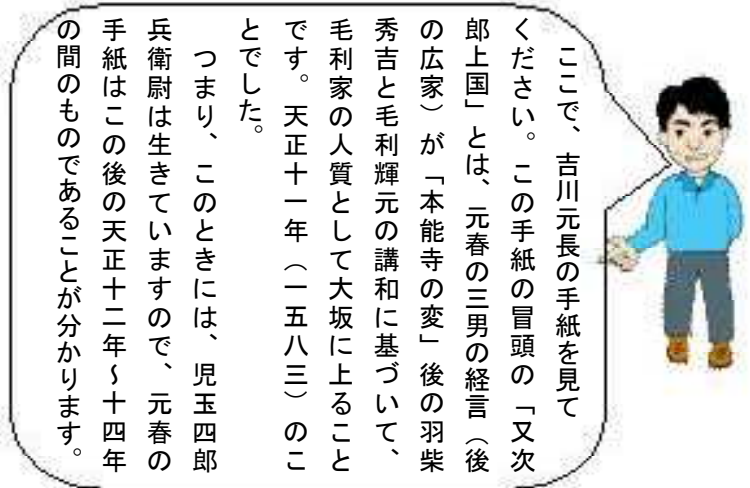 ここで、吉川元長の手紙を見て
ください。この手紙の冒頭の「又次
郎上国」とは、元春の三男の経言（後
の広家）が「本能寺の変」後の羽柴
秀吉と毛利輝元の講和に基づいて、
毛利家の人質として大坂に上ること
です。天正十一年（一五八三）のこ
とでした。
つまり、このときには、児玉四郎
兵衛尉は生きていますので、元春の
手紙はこの後の天正十二年～十四年
の間のものであることが分かります。